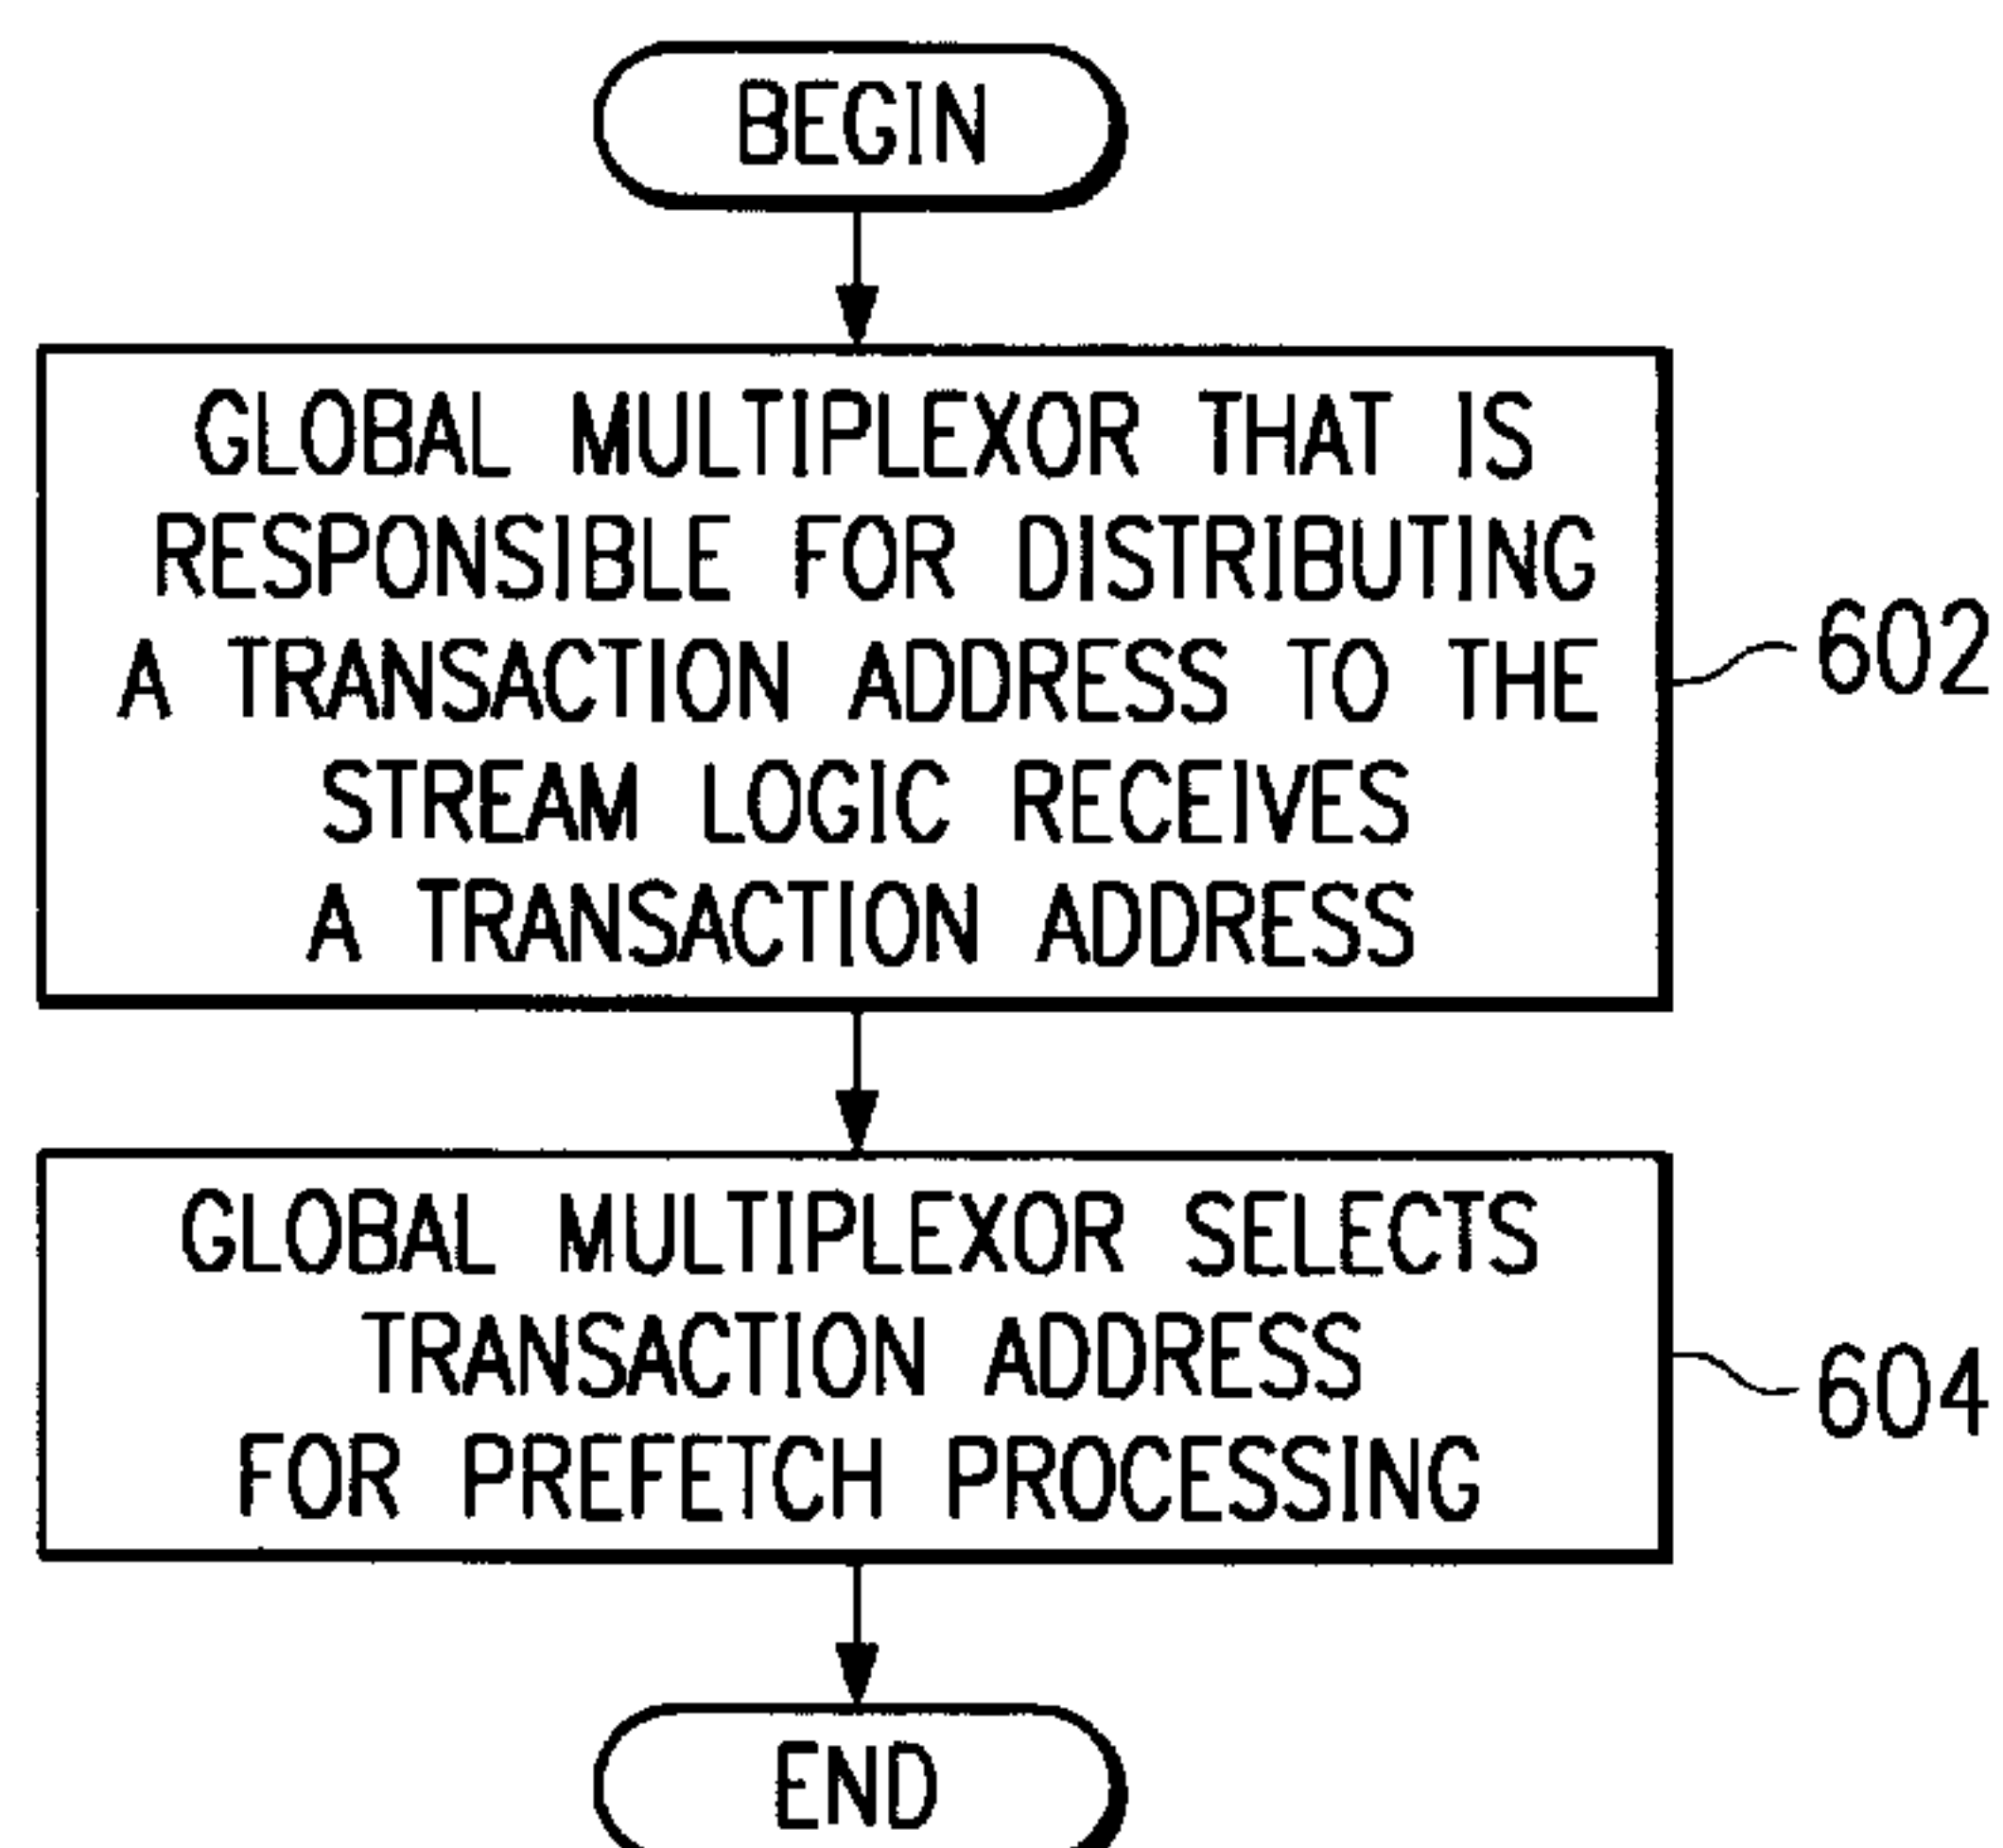 BEGIN
GLOBAL MULTIPLEXOR THAT IS
RESPONSIBLE FOR DISTRIBUTING
A TRANSACTION ADDRESS TO THE
STREAM LOGIC RECEIVES
A TRANSACTION ADDRESS
602
GLOBAL MULTIPLEXOR SELECTS
TRANSACTION ADDRESS
FOR PREFETCH PROCESSING
604
END